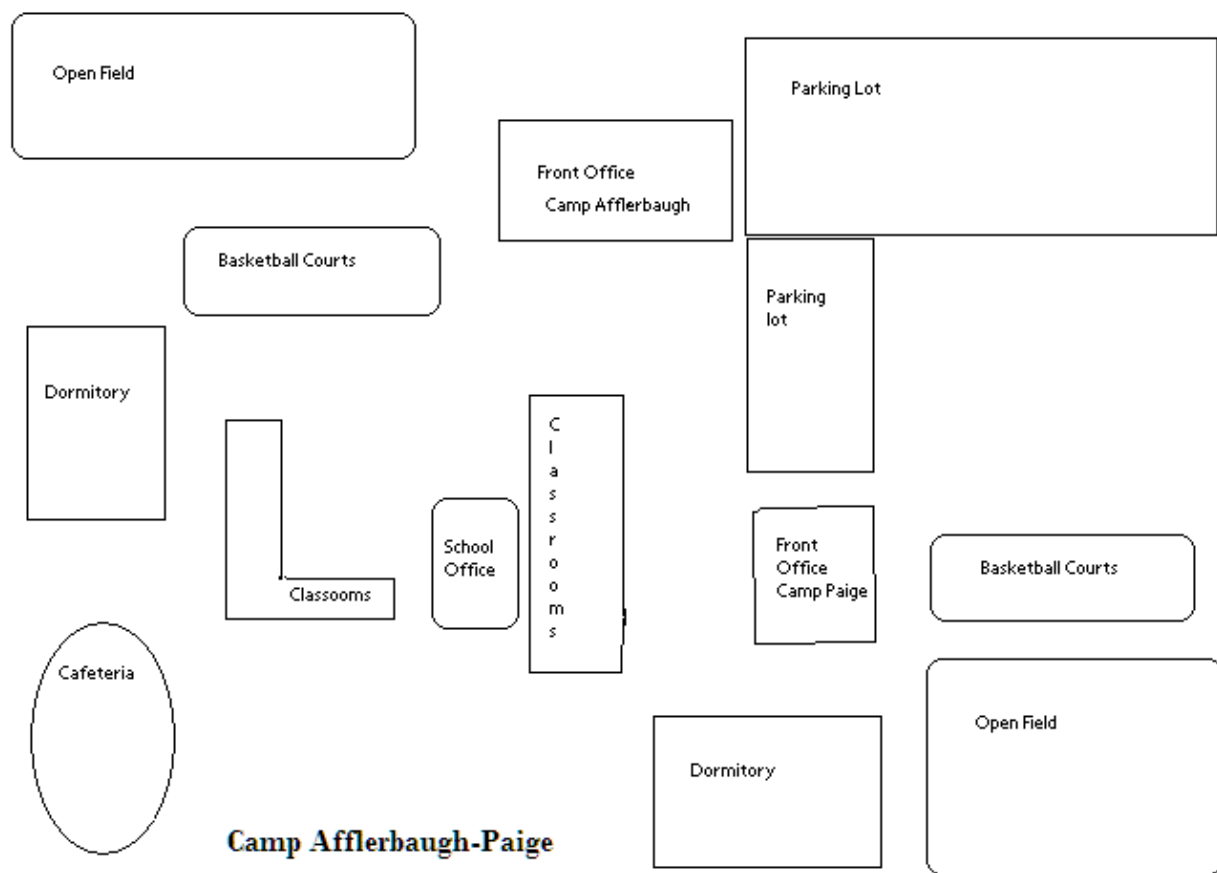 Open Field
Parking Lot
Front Office
Camp Afflerbaugh
Basketball Courts
Parking
lot
Dormitory
Classrooms
School
Office
Classooms
Front
Office
Camp Paige
Basketball Courts
Cafeteria
Open Field
Dormitory
Camp Afflerbaugh-Paige